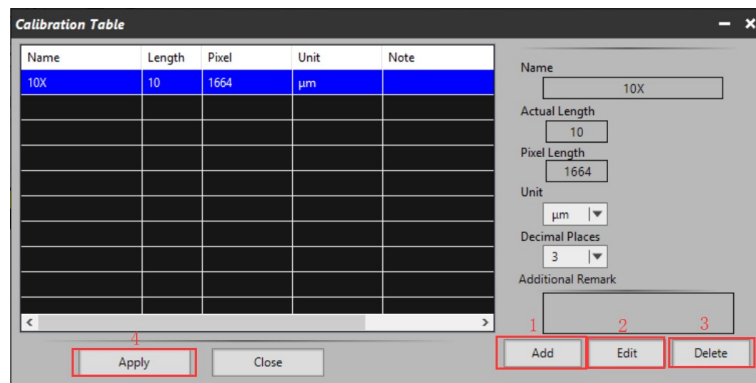 Calibration Table
Name Length Pixel Unit Note
10X 10 1664 μm
Name
10X
Actual Length
10
Pixel Length
1664
Unit
μm
Decimal Places
3
Additional Remark
1 2 3
Add Edit Delete
4
Apply Close